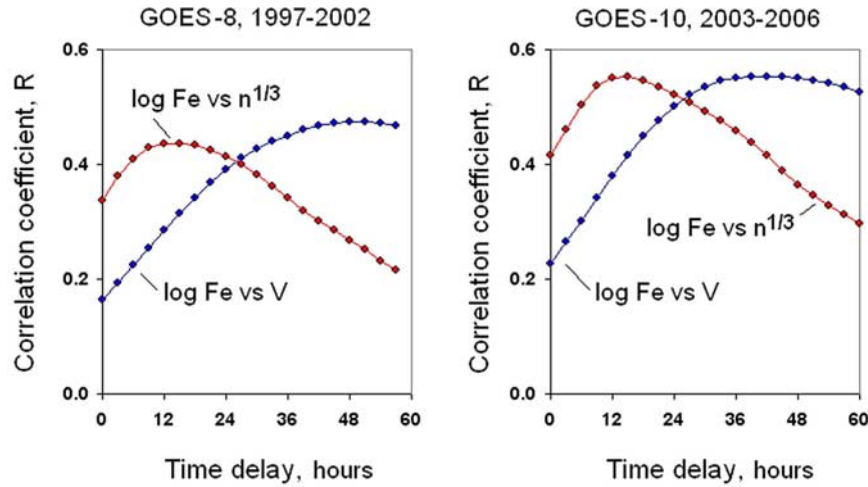 GOES-8, 1997-2002
0.6
0.4
0.2
0.0
Correlation coefficient, R
log Fe vs n1/3
log Fe vs V
0 12 24 36 48 60
Time delay, hours
GOES-10, 2003-2006
0.6
0.4
0.2
0.0
Correlation coefficient, R
log Fe vs n1/3
log Fe vs V
0 12 24 36 48 60
Time delay, hours